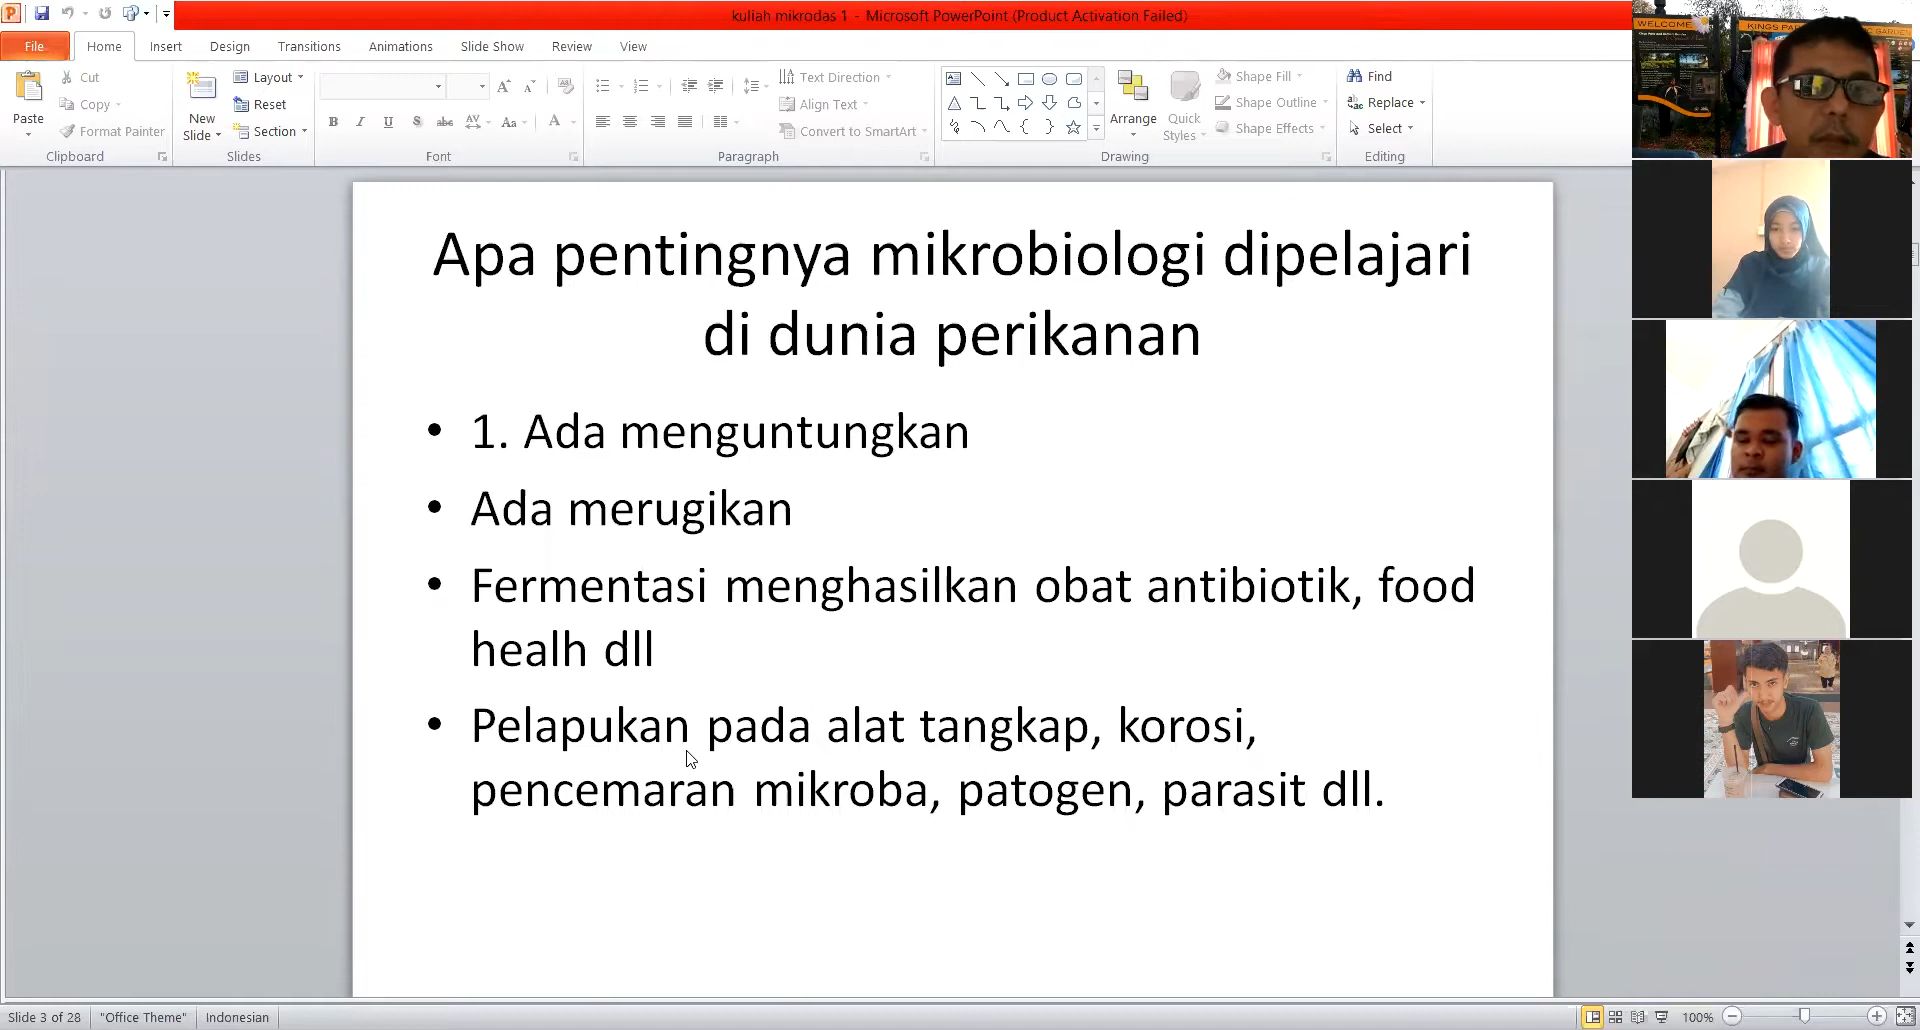 kuliah mikrodas 1 - Microsoft PowerPoint (Product Activation Failed)
File Home Insert Design Transitions Animations Slide Show Review View
Paste
Cut
Copy
Format Painter
Clipboard
New
Slide
Layout
Reset
Section
Slides
Font
Text Direction
Align Text
Convert to SmartArt
Paragraph
Arrange
Quick
Styles
Shape Fill
Shape Outline
Shape Effects
Drawing
Find
Replace
Select
Editing
WELCOME
Apa pentingnya mikrobiologi dipelajari
di dunia perikanan
• 1. Ada menguntungkan
• Ada merugikan
• Fermentasi menghasilkan obat antibiotik, food
healh dll
• Pelapukan pada alat tangkap, korosi,
pencemaran mikroba, patogen, parasit dll.
Slide 3 of 28 "Office Theme" Indonesian
100%